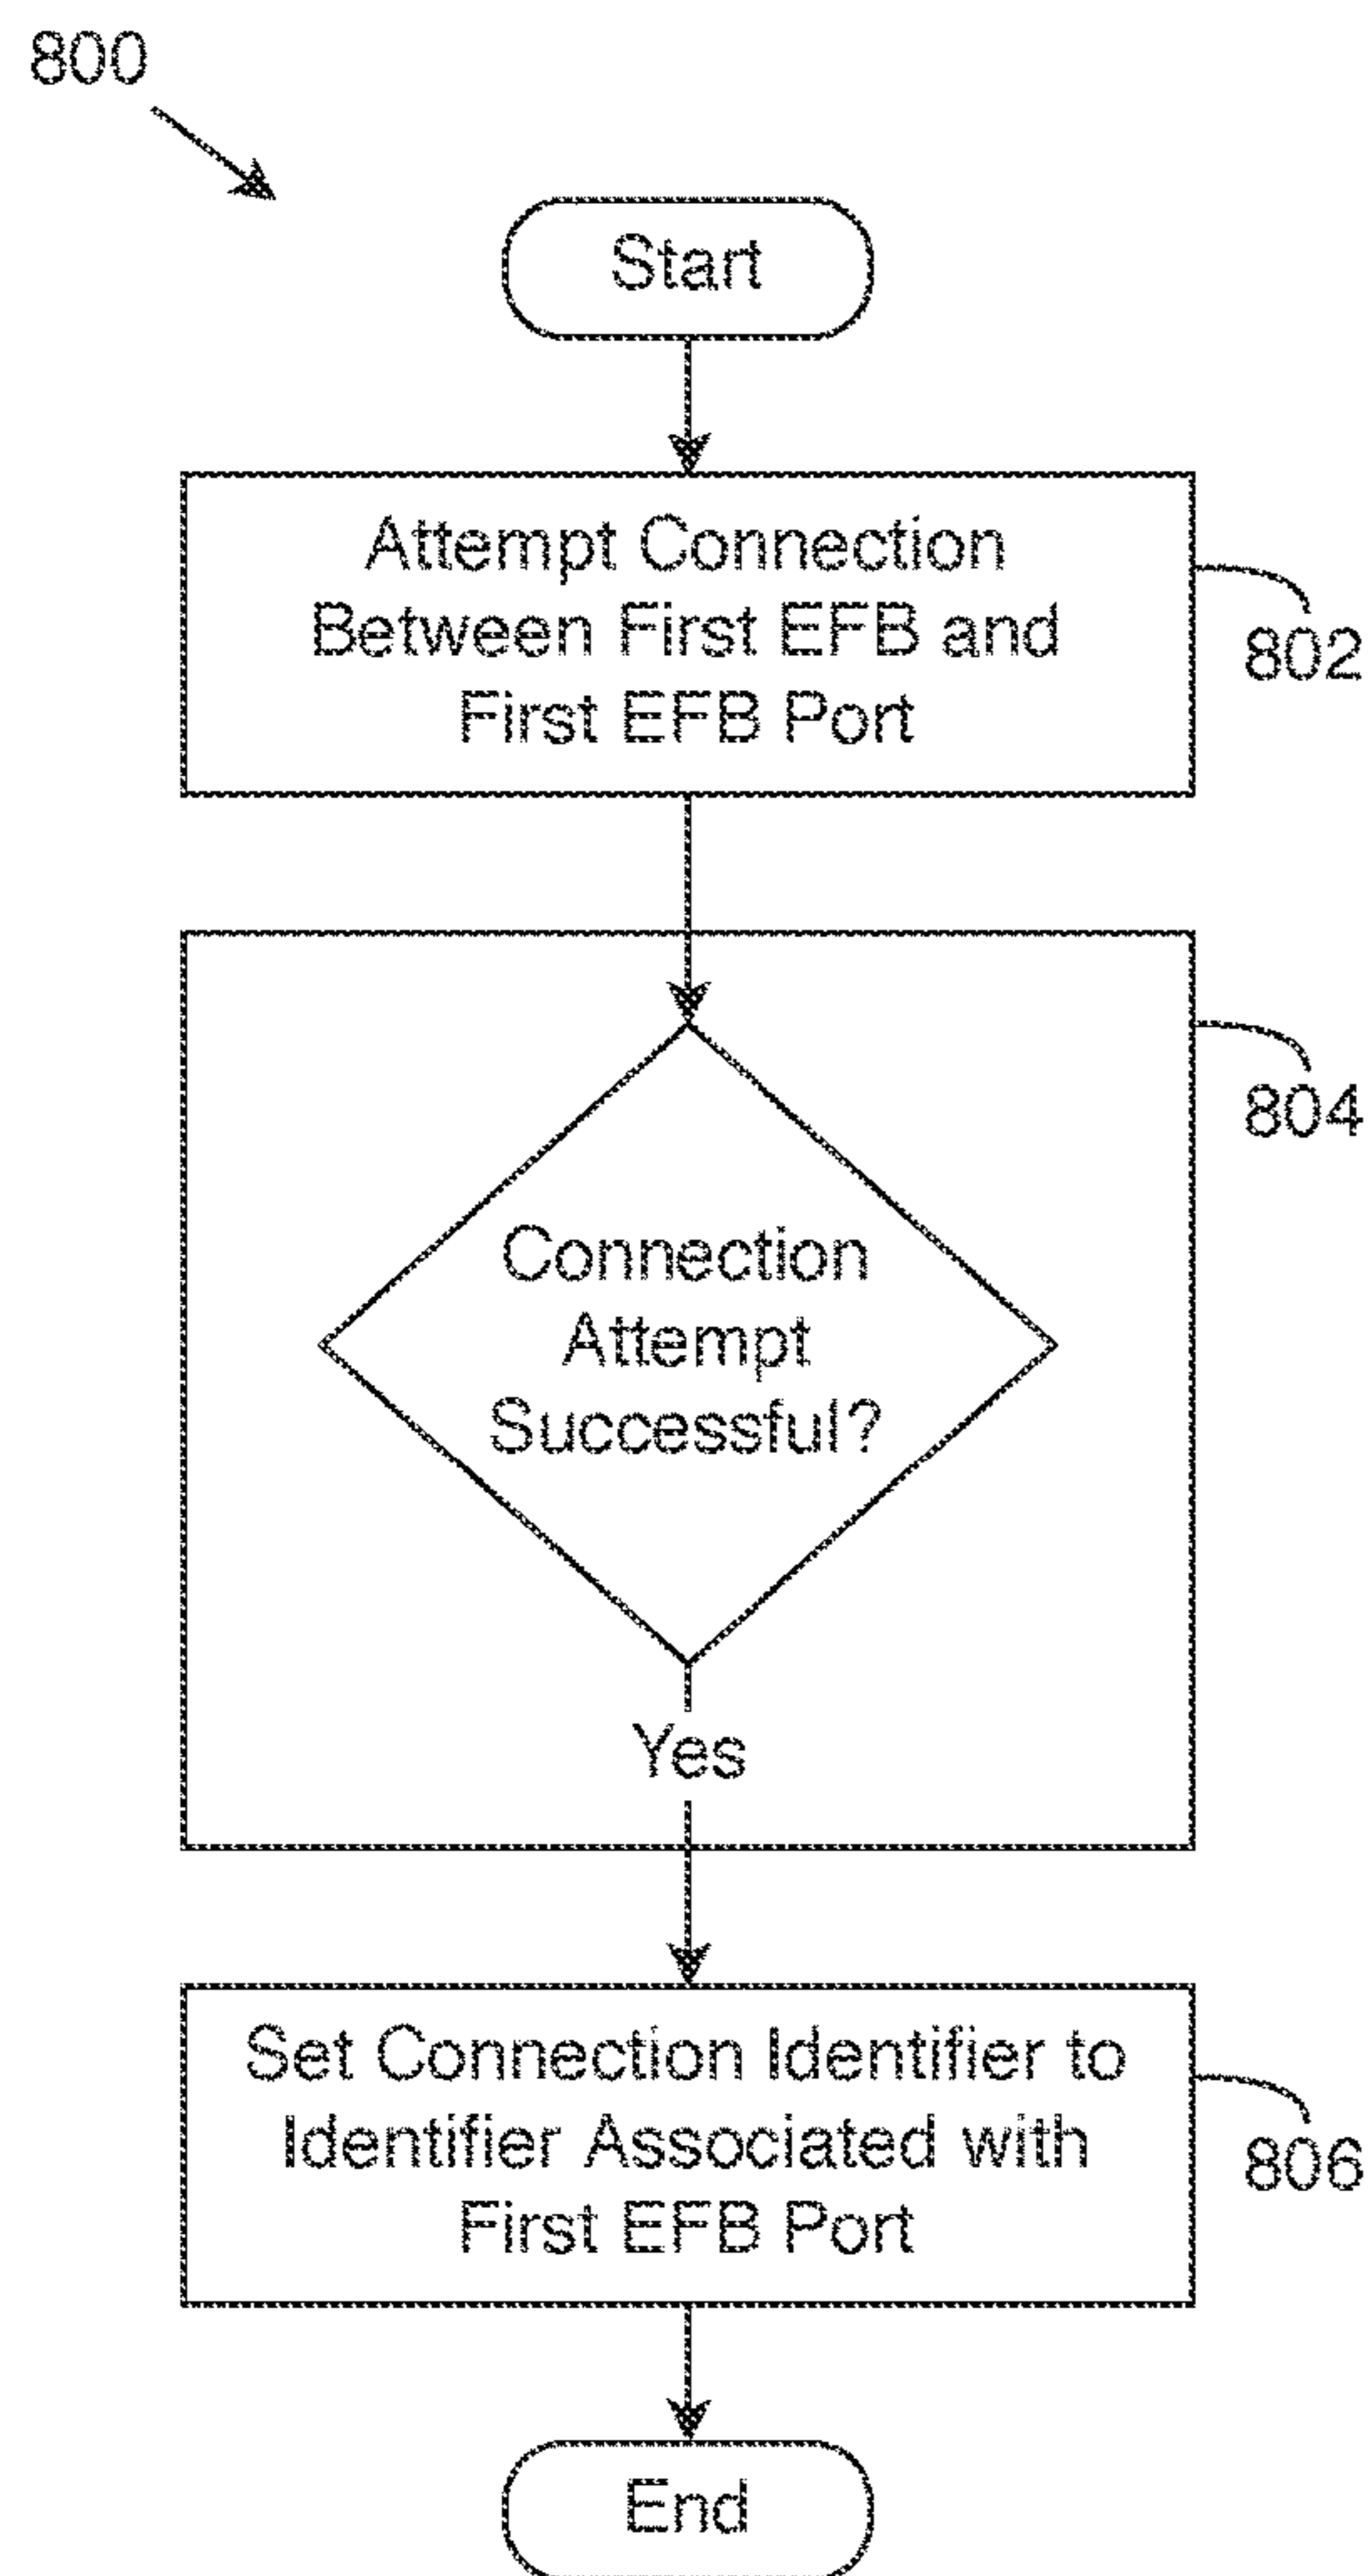 800
Start
Attempt Connection
Between First EFB and
First EFB Port
802
804
Connection
Attempt
Successful?
Yes
Set Connection Identifier to
Identifier Associated with
First EFB Port
806
End